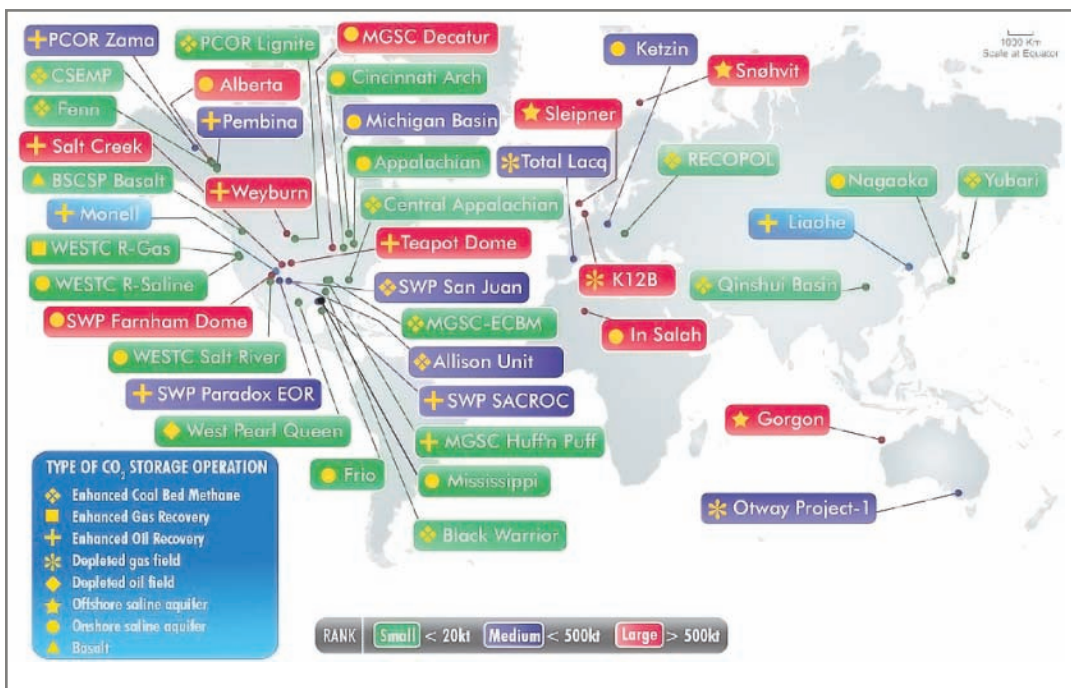 PCOR Zama
PCOR Lignite
MGSC Decatur
Ketzin
1000 Km
Scale at Equator
CSEMP
Alberta
Cincinnati Arch
Snøhvit
Fenn
Pembina
Michigan Basin
Sleipner
Salt Creek
Appalachian
Total Lacq
RECOPOL
BSCSP Basalt
Weyburn
Central Appalachian
Nagaoka
Yubari
Monell
Liaohe
WESTC R-Gas
Teapot Dome
WESTC R-Saline
SWP San Juan
K12B
Qinshui Basin
SWP Farnham Dome
MGSC-ECBM
In Salah
WESTC Salt River
Allison Unit
SWP Paradox EOR
SWP SACROC
Gorgon
West Pearl Queen
MGSC Huff'n Puff
Frio
Mississippi
Otway Project-1
Black Warrior
TYPE OF CO₂ STORAGE OPERATION
Enhanced Coal Bed Methane
Enhanced Gas Recovery
Enhanced Oil Recovery
Depleted gas field
Depleted oil field
Offshore saline aquifer
Onshore saline aquifer
Basalt
RANK Small < 20kt Medium < 500kt Large > 500kt